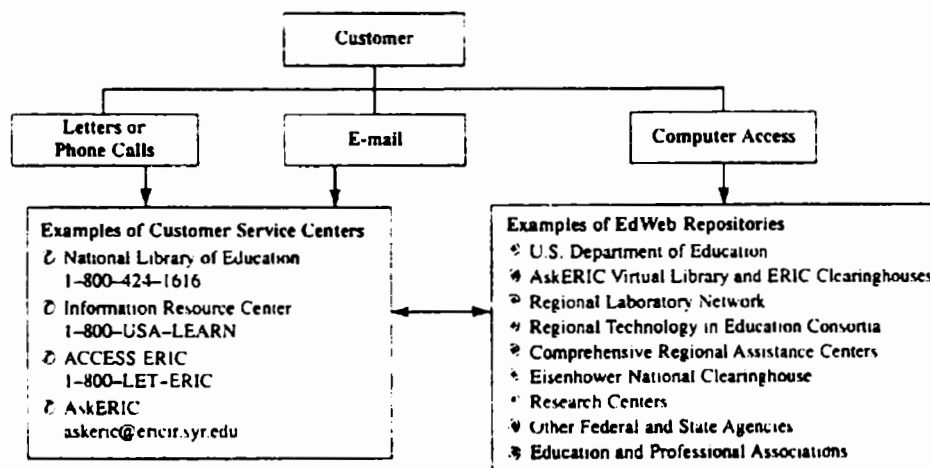 Customer
Letters or
Phone Calls
E-mail
Computer Access
Examples of Customer Service Centers
National Library of Education
1-800-424-1616
Information Resource Center
1-800-USA-LEARN
ACCESS ERIC
1-800-LET-ERIC
AskERIC
askeric@ericir.syr.edu
Examples of EdWeb Repositories
U.S. Department of Education
AskERIC Virtual Library and ERIC Clearinghouses
Regional Laboratory Network
Regional Technology in Education Consortia
Comprehensive Regional Assistance Centers
Eisenhower National Clearinghouse
Research Centers
Other Federal and State Agencies
Education and Professional Associations